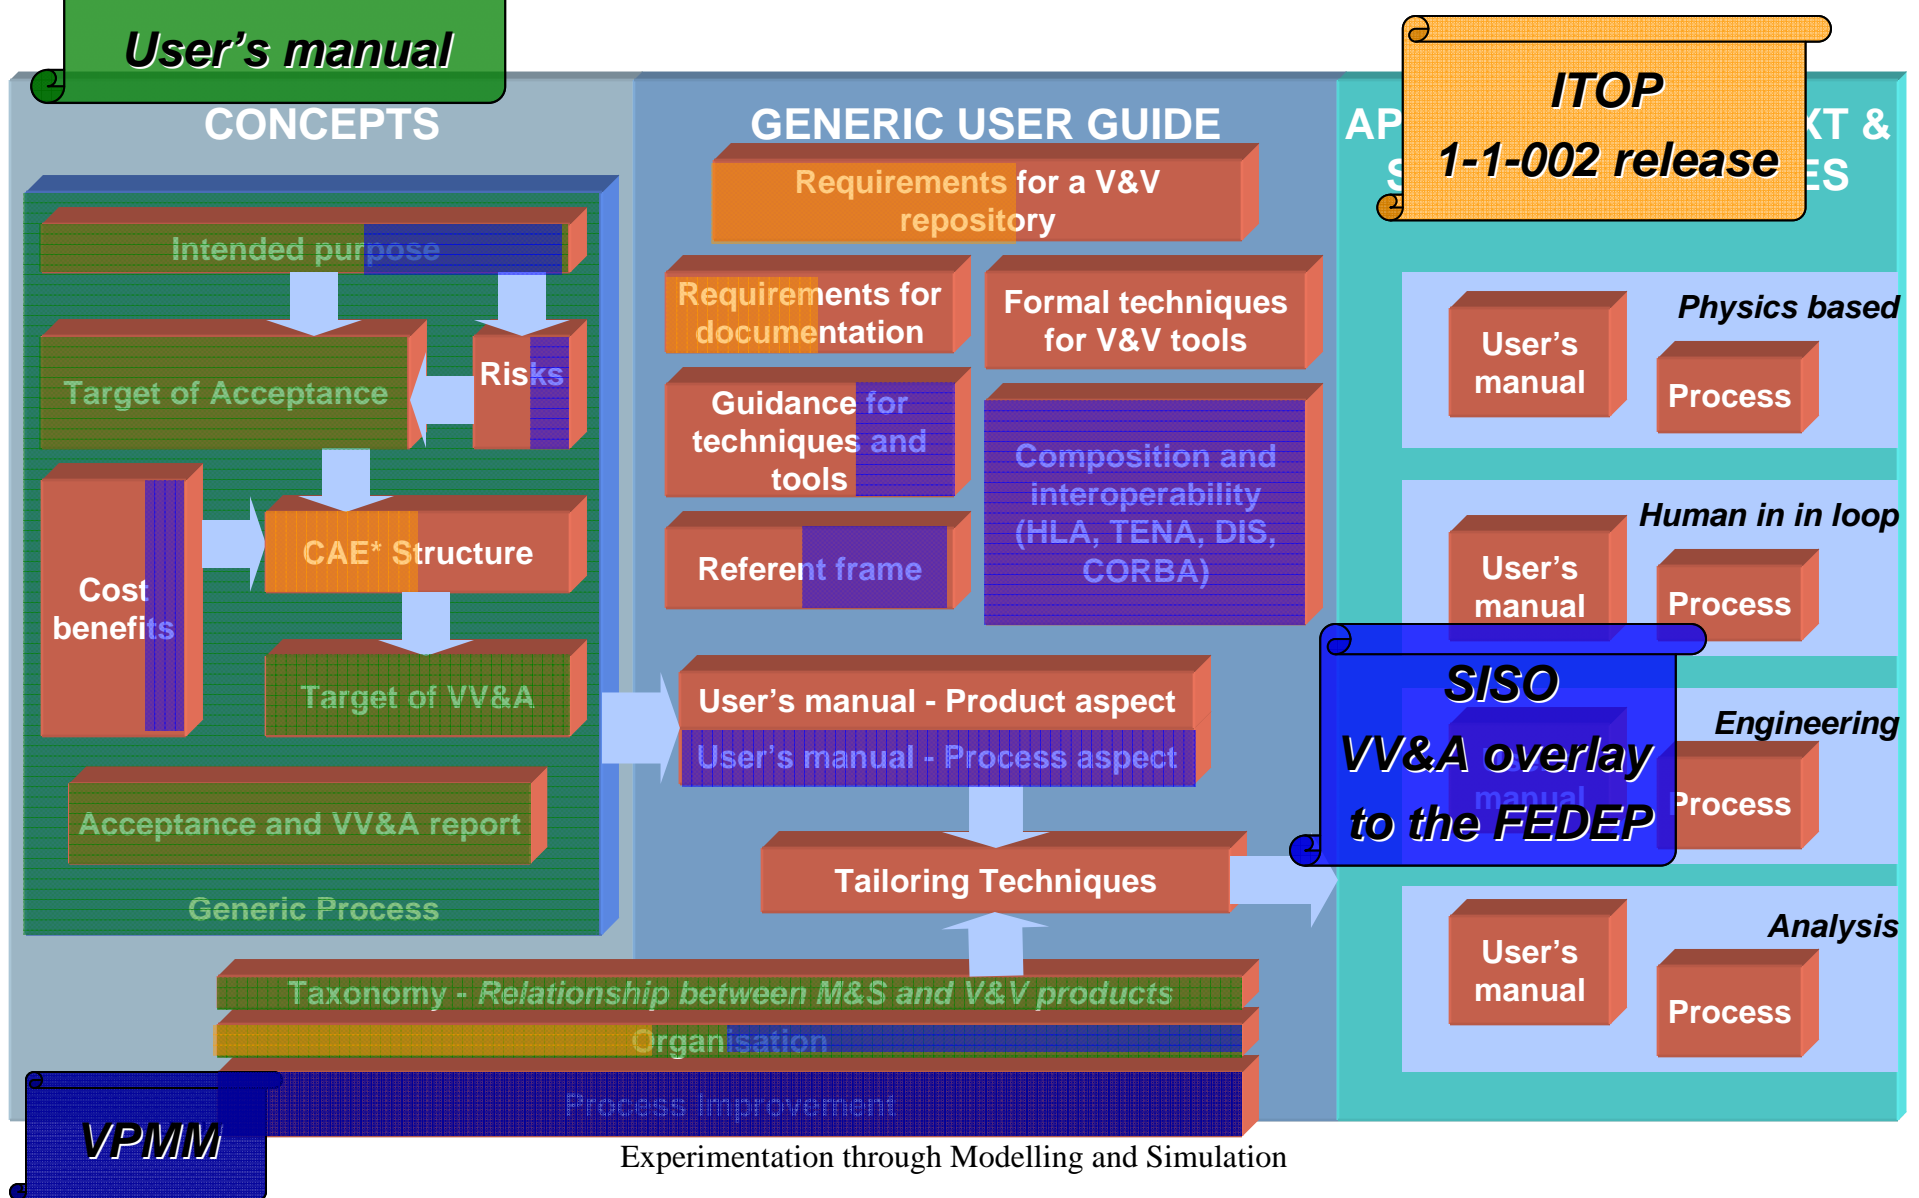 User's manual
ITOP
1-1-002 release
CONCEPTS
GENERIC USER GUIDE
AP
XT &
S
ES
Intended purpose
Target of Acceptance
Risks
Cost
benefits
CAE* Structure
Target of VV&A
Acceptance and VV&A report
Generic Process
Requirements for a V&V
repository
Requirements for
documentation
Formal techniques
for V&V tools
Guidance for
techniques and
tools
Composition and
interoperability
(HLA, TENA, DIS,
CORBA)
Referent frame
User's manual - Product aspect
User's manual - Process aspect
Tailoring Techniques
Taxonomy - Relationship between M&S and V&V products
Organisation
Process Improvement
Physics based
User's
manual
Process
Human in in loop
User's
manual
Process
SISO
VV&A overlay
to the FEDEP
Engineering
manual
Process
Analysis
User's
manual
Process
VPMM
Experimentation through Modelling and Simulation